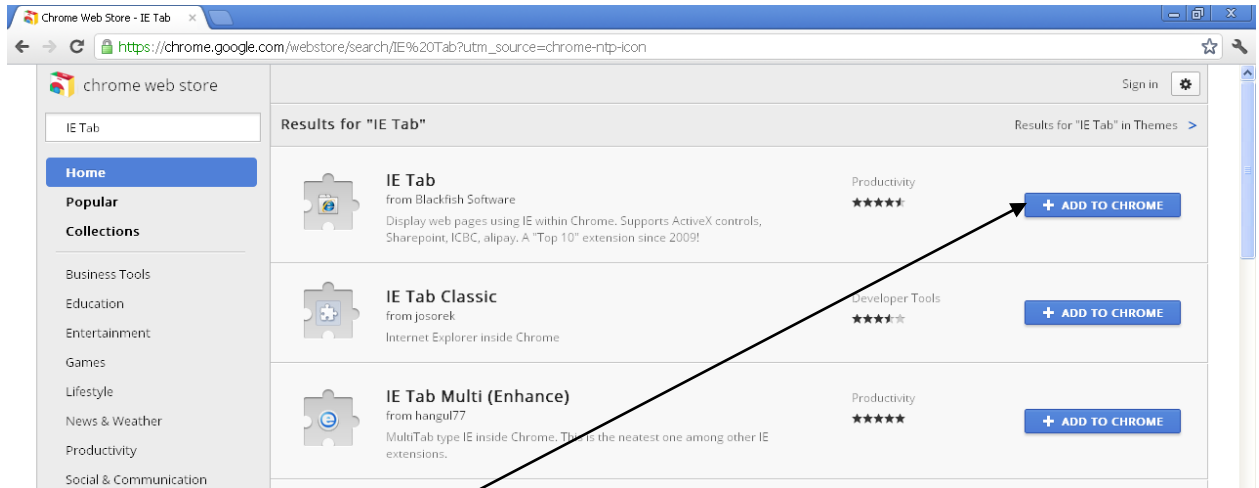 Chrome Web Store - IE Tab
https://chrome.google.com/webstore/search/IE%20Tab?utm_source=chrome-ntp-icon
chrome web store
Sign in
IE Tab
Results for "IE Tab"
Results for "IE Tab" in Themes >
Home
Popular
Collections
Business Tools
Education
Entertainment
Games
Lifestyle
News & Weather
Productivity
Social & Communication
IE Tab
from Blackfish Software
Display web pages using IE within Chrome. Supports ActiveX controls,
Sharepoint, ICBC, alipay. A "Top 10" extension since 2009!
Productivity
+ ADD TO CHROME
IE Tab Classic
from josorek
Internet Explorer inside Chrome
Developer Tools
+ ADD TO CHROME
IE Tab Multi (Enhance)
from hangul77
MultiTab type IE inside Chrome. This is the neatest one among other IE
extensions.
Productivity
+ ADD TO CHROME